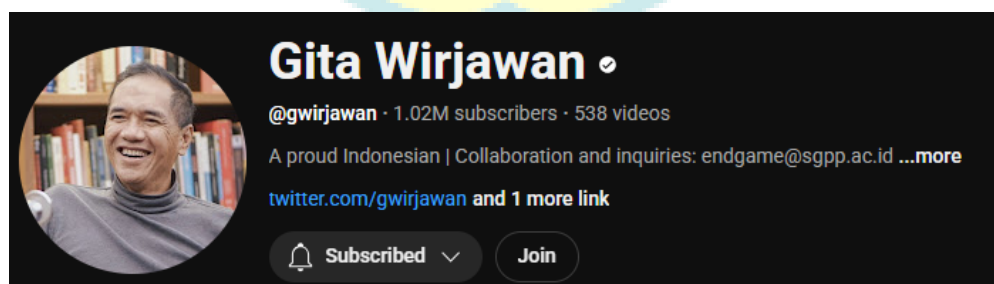 Gita Wirjawan
@gwirjawan · 1.02M subscribers · 538 videos
A proud Indonesian | Collaboration and inquiries: endgame@sgpp.ac.id ...more
twitter.com/gwirjawan and 1 more link
Subscribed
Join